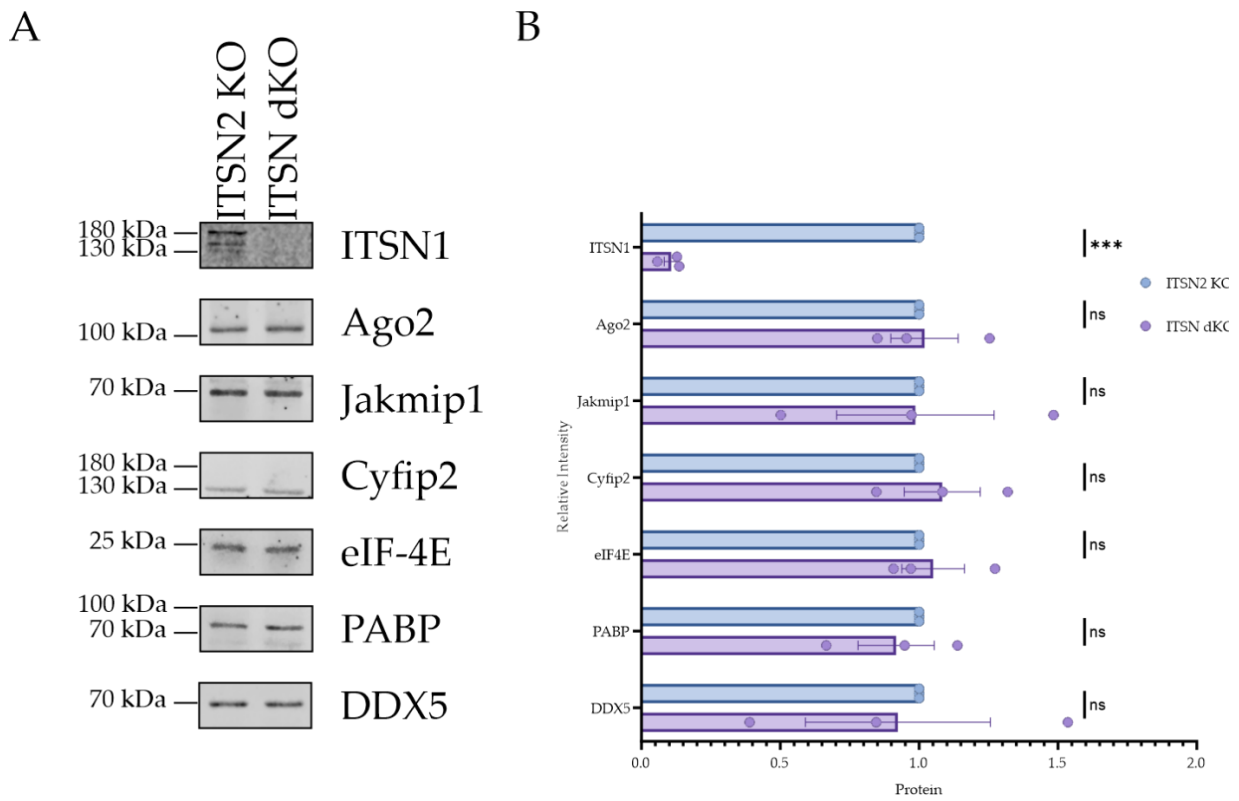 A
B
ITSN2 KO
ITSN dKO
180 kDa
130 kDa
ITSN1
100 kDa
Ago2
70 kDa
Jakmip1
180 kDa
130 kDa
Cyfip2
25 kDa
eIF-4E
100 kDa
70 kDa
PABP
70 kDa
DDX5
Relative Intensity
ITSN1
Ago2
Jakmip1
Cyfip2
eIF4E
PABP
DDX5
***
ns
ns
ns
ns
ns
ns
ITSN2 KC
ITSN dKC
0.0 0.5 1.0 1.5 2.0
Protein